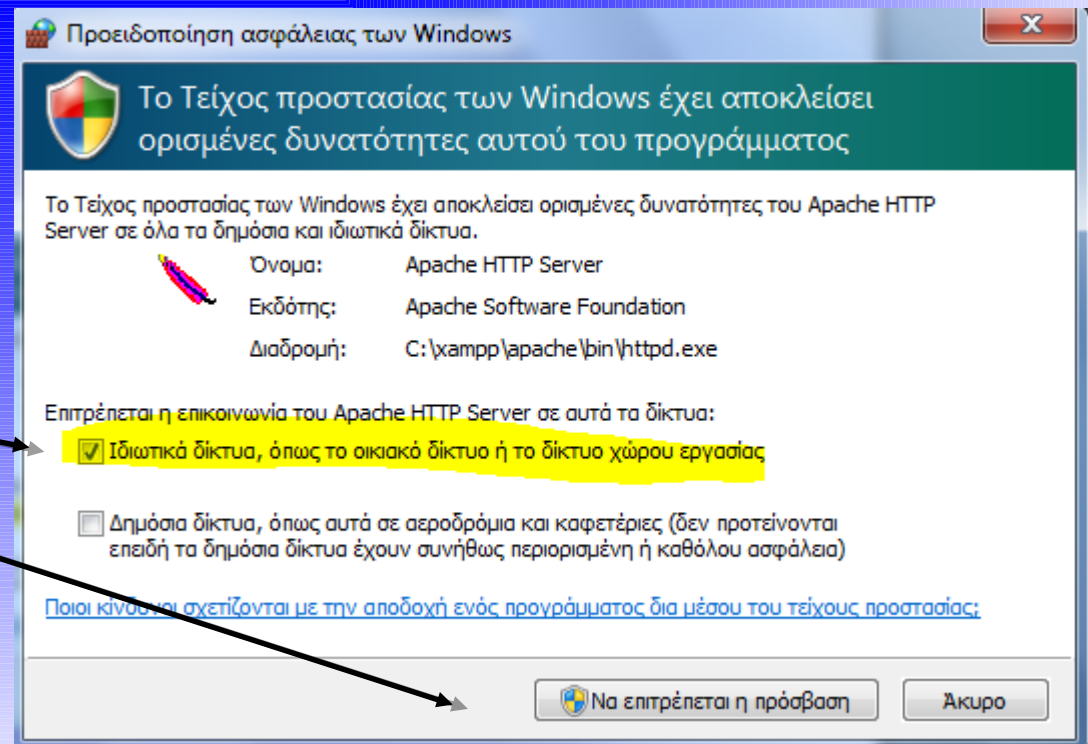 Προειδοποίηση ασφάλειας των Windows
Το Τείχος προστασίας των Windows έχει αποκλείσει
ορισμένες δυνατότητες αυτού του προγράμματος
Το Τείχος προστασίας των Windows έχει αποκλείσει ορισμένες δυνατότητες του Apache HTTP
Server σε όλα τα δημόσια και ιδιωτικά δίκτυα.
Όνομα: Apache HTTP Server
Εκδότης: Apache Software Foundation
Διαδρομή: C:\xampp\apache\bin\httpd.exe
Επιτρέπεται η επικοινωνία του Apache HTTP Server σε αυτά τα δίκτυα:
Ιδιωτικά δίκτυα, όπως το οικιακό δίκτυο ή το δίκτυο χώρου εργασίας
Δημόσια δίκτυα, όπως αυτά σε αεροδρόμια και καφετέριες (δεν προτείνονται
επειδή τα δημόσια δίκτυα έχουν συνήθως περιορισμένη ή καθόλου ασφάλεια)
Ποιοι κίνδυνοι σχετίζονται με την αποδοχή ενός προγράμματος δια μέσου του τείχους προστασίας;
Να επιτρέπεται η πρόσβαση Άκυρο